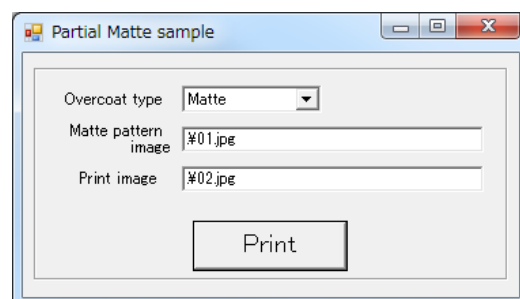 Partial Matte sample
Overcoat type Matte
Matte pattern
image ¥01.jpg
Print image ¥02.jpg
Print